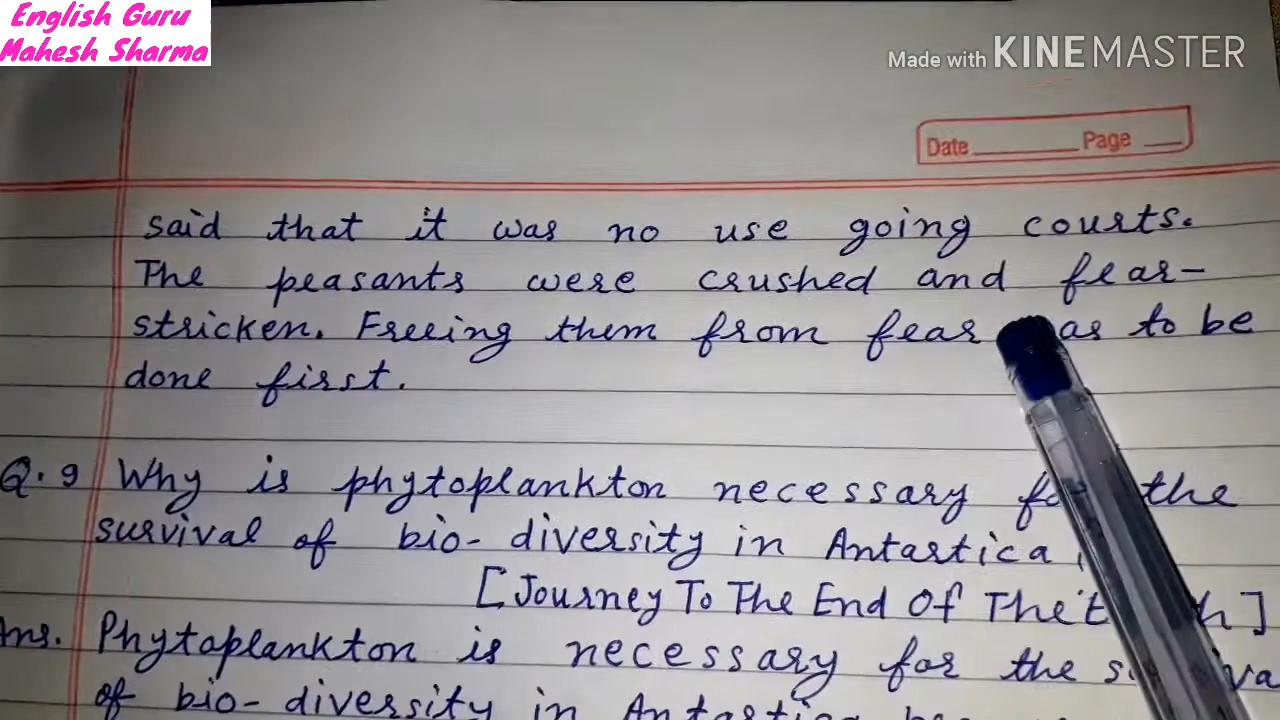 English Guru
Mahesh Sharma
Made with KINEMASTER
Date Page
said that it was no use going courts.
The peasants were crushed and fear-
stricken. Freeing them from fear as to be
done first.
Q.9 Why is phytoplankton necessary the
survival of bio-diversity in Antartica
[Journey To The End Of The
Ans. Phytoplankton is necessary for the
of bio-diversity in Antartica